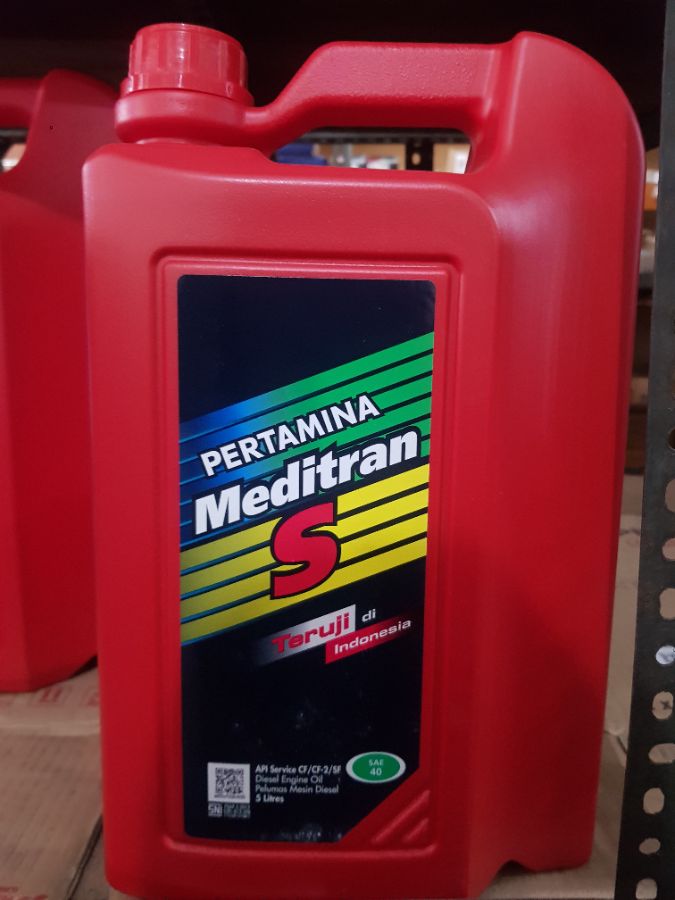 PERTAMINA
Meditran
S
Teruji di
Indonesia
API Service CF/CF-2/SF
Diesel Engine Oil
Pelumas Mesin Diesel
5 Litres
SAE
40
SNI